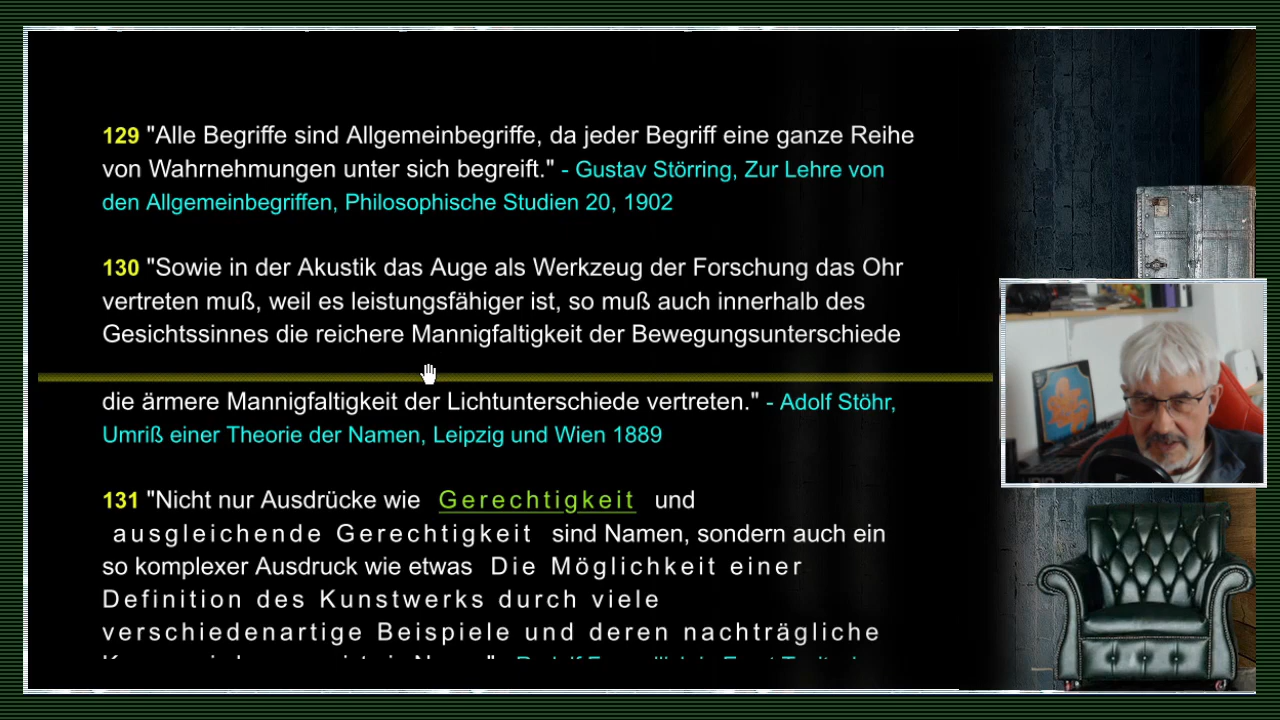 129 "Alle Begriffe sind Allgemeinbegriffe, da jeder Begriff eine ganze Reihe
von Wahrnehmungen unter sich begreift." - Gustav Störring, Zur Lehre von
den Allgemeinbegriffen, Philosophische Studien 20, 1902
130 "Sowie in der Akustik das Auge als Werkzeug der Forschung das Ohr
vertreten muß, weil es leistungsfähiger ist, so muß auch innerhalb des
Gesichtssinnes die reichere Mannigfaltigkeit der Bewegungsunterschiede
die ärmere Mannigfaltigkeit der Lichtunterschiede vertreten." - Adolf Stöhr,
Umriß einer Theorie der Namen, Leipzig und Wien 1889
131 "Nicht nur Ausdrücke wie Gerechtigkeit und
ausgleichende Gerechtigkeit sind Namen, sondern auch ein
so komplexer Ausdruck wie etwas Die Möglichkeit einer
Definition des Kunstwerks durch viele
verschiedenartige Beispiele und deren nachträgliche